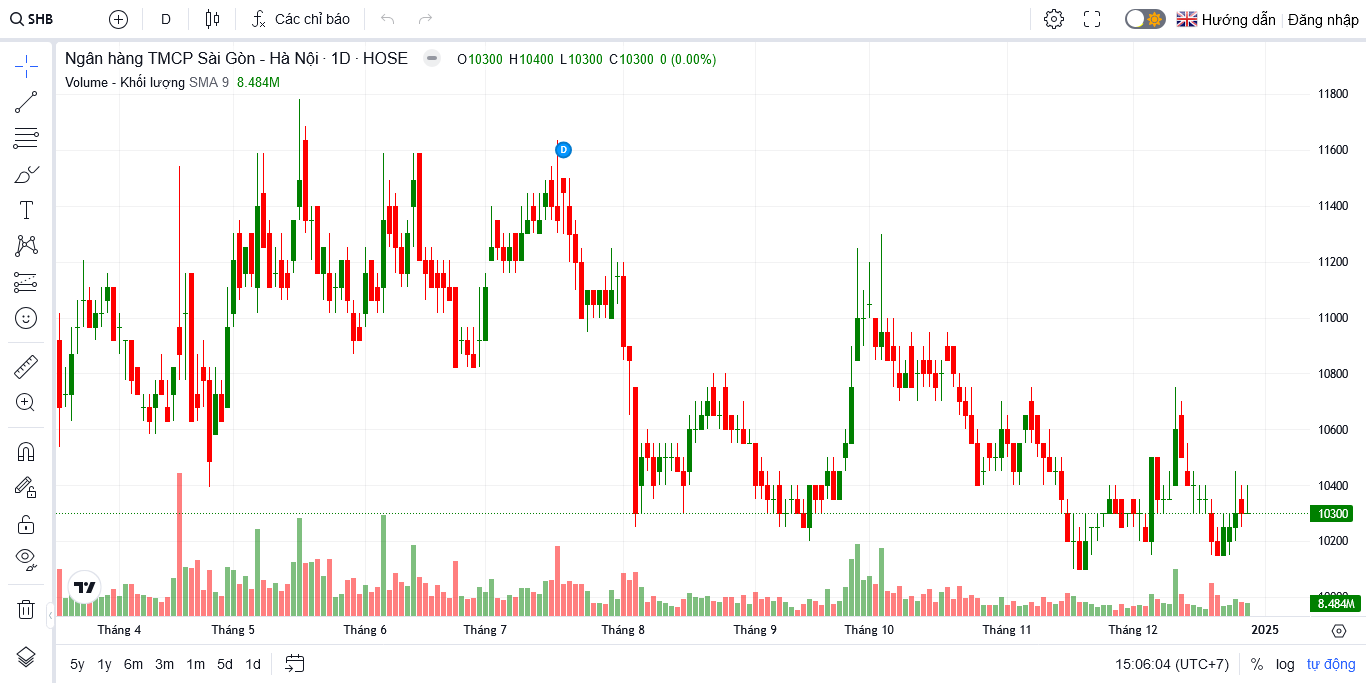 SHB D Các chỉ báo Hướng dẫn Đăng nhập
Ngân hàng TMCP Sài Gòn - Hà Nội · 1D · HOSE O10300 H10400 L10300 C10300 0 (0.00%)
Volume - Khối lượng SMA 9 8.484M
11800
D
11600
11400
11200
11000
10800
10600
10400
10300
10200
8.484M
Tháng 4 Tháng 5 Tháng 6 Tháng 7 Tháng 8 Tháng 9 Tháng 10 Tháng 11 Tháng 12 2025
5y 1y 6m 3m 1m 5d 1d 15:06:04 (UTC+7) % log tự động